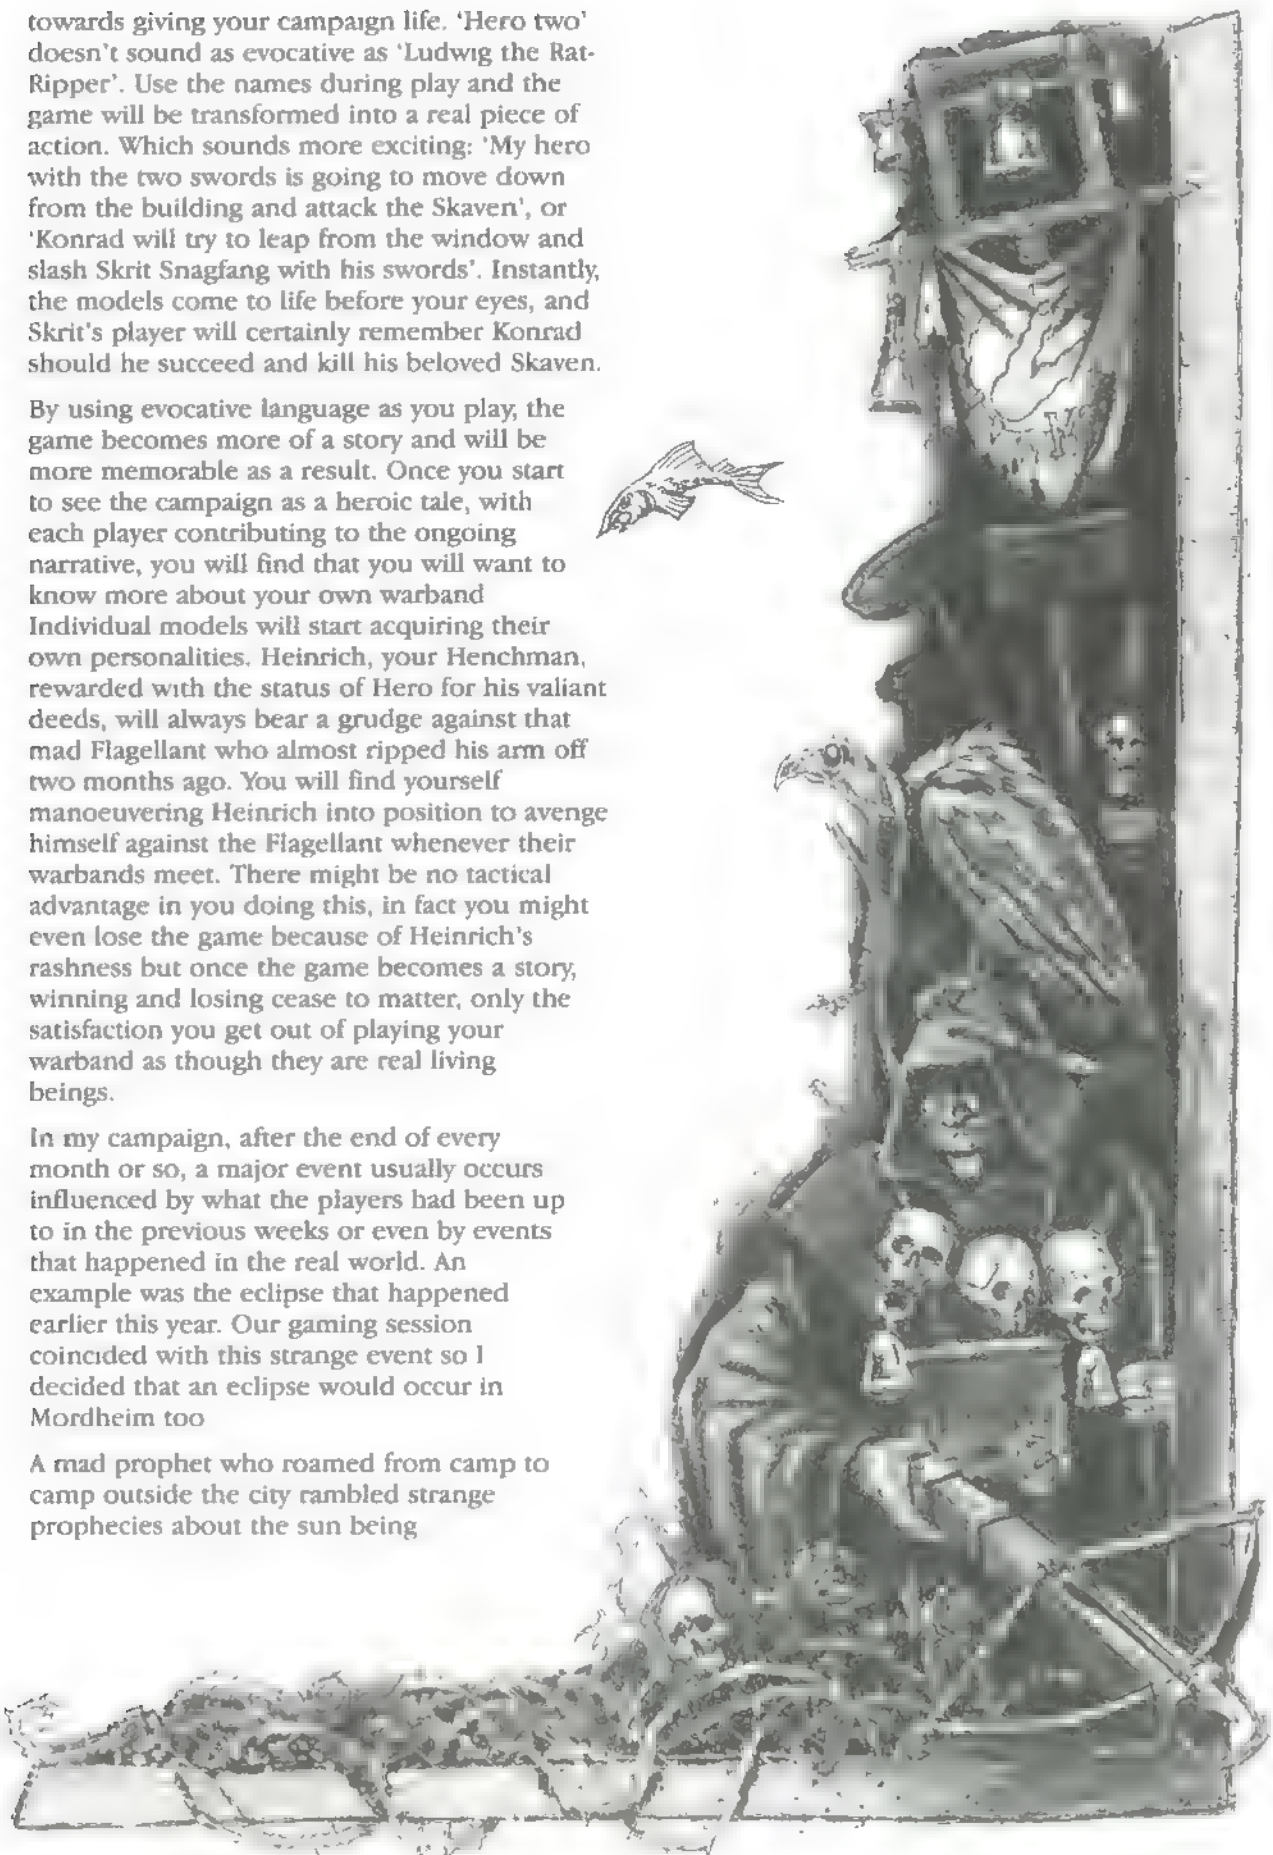 towards giving your campaign life. ‘Hero two’
doesn’t sound as evocative as ‘Ludwig the Rat-
Ripper’. Use the names during play and the
game will be transformed into a real piece of
action. Which sounds more exciting: ‘My hero
with the two swords is going to move down
from the building and attack the Skaven’, or
‘Konrad will try to leap from the window and
slash Skrit Snagfang with his swords’. Instantly,
the models come to life before your eyes, and
Skrit’s player will certainly remember Konrad
should he succeed and kill his beloved Skaven.
By using evocative language as you play, the
game becomes more of a story and will be
more memorable as a result. Once you start
to see the campaign as a heroic tale, with
each player contributing to the ongoing
narrative, you will find that you will want to
know more about your own warband
Individual models will start acquiring their
own personalities. Heinrich, your Henchman,
rewarded with the status of Hero for his valiant
deeds, will always bear a grudge against that
mad Flagellant who almost ripped his arm off
two months ago. You will find yourself
manoeuvering Heinrich into position to avenge
himself against the Flagellant whenever their
warbands meet. There might be no tactical
advantage in you doing this, in fact you might
even lose the game because of Heinrich’s
rashness but once the game becomes a story,
winning and losing cease to matter, only the
satisfaction you get out of playing your
warband as though they are real living
beings.
In my campaign, after the end of every
month or so, a major event usually occurs
influenced by what the players had been up
to in the previous weeks or even by events
that happened in the real world. An
example was the eclipse that happened
earlier this year. Our gaming session
coincided with this strange event so I
decided that an eclipse would occur in
Mordheim too
A mad prophet who roamed from camp to
camp outside the city rambled strange
prophecies about the sun being